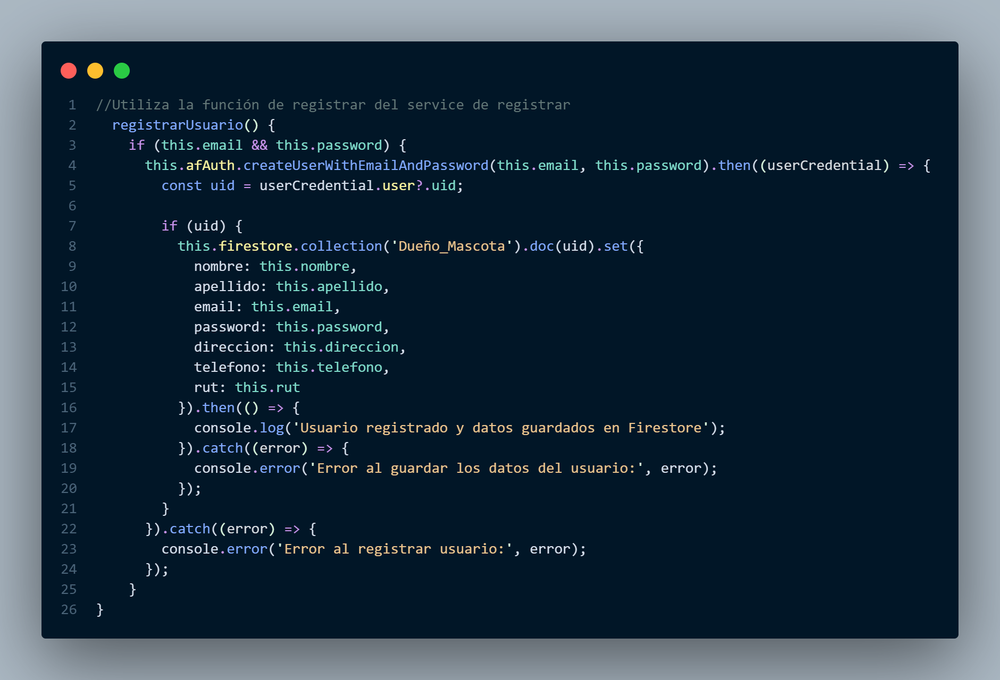 1 //Utiliza la función de registrar del service de registrar
2 registrarUsuario() {
3 if (this.email && this.password) {
4 this.afAuth.createUserWithEmailAndPassword(this.email, this.password).then((userCredential) => {
5 const uid = userCredential.user?.uid;
6
7 if (uid) {
8 this.firestore.collection('Dueño_Mascota').doc(uid).set({
9 nombre: this.nombre,
10 apellido: this.apellido,
11 email: this.email,
12 password: this.password,
13 direccion: this.direccion,
14 telefono: this.telefono,
15 rut: this.rut
16 }).then(() => {
17 console.log('Usuario registrado y datos guardados en Firestore');
18 }).catch((error) => {
19 console.error('Error al guardar los datos del usuario:', error);
20 });
21 }
22 }).catch((error) => {
23 console.error('Error al registrar usuario:', error);
24 });
25 }
26 }